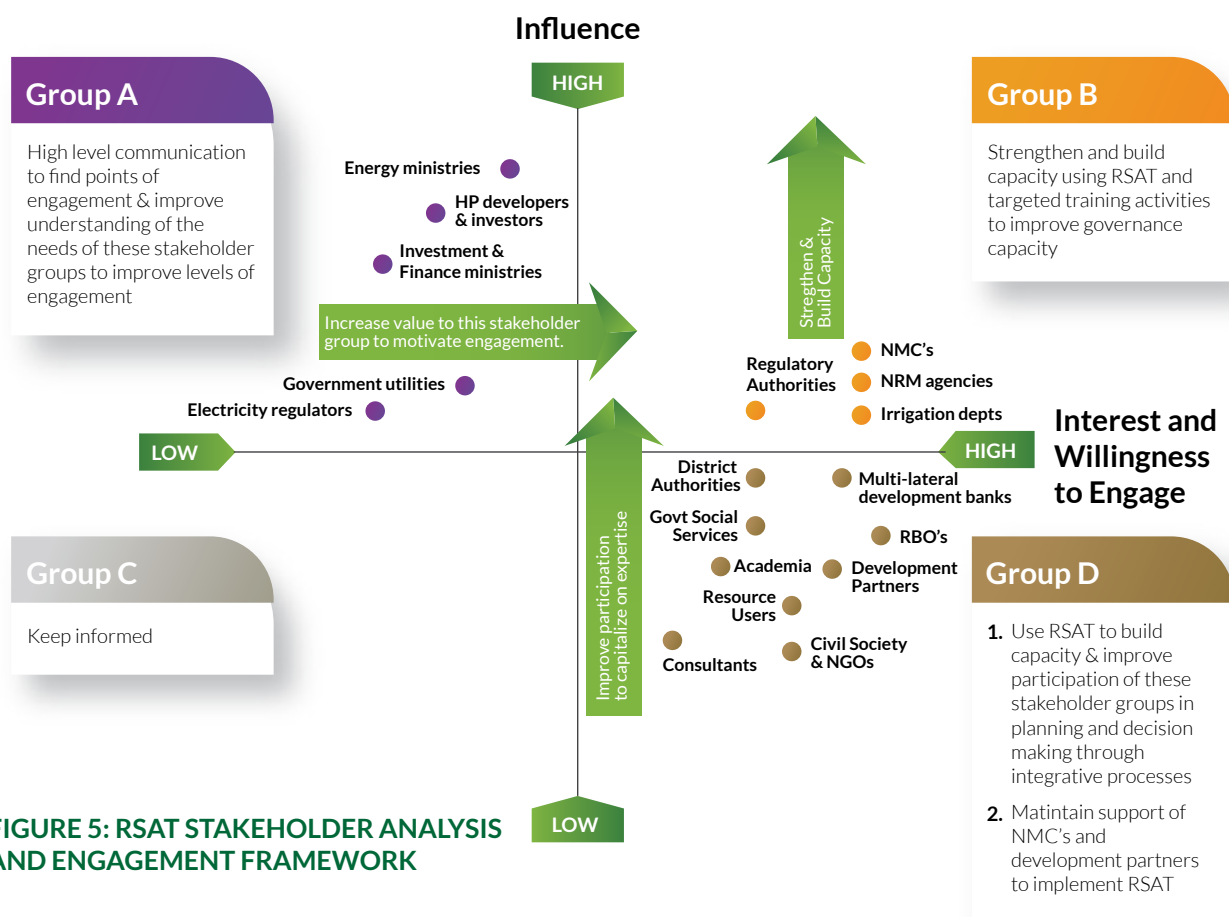 Influence
HIGH
Group A
High level communication
to find points of
engagement & improve
understanding of the
needs of these stakeholder
groups to improve levels of
engagement
Group B
Strengthen and build
capacity using RSAT and
targeted training activities
to improve governance
capacity
Energy ministries
HP developers
& investors
Investment &
Finance ministries
Stregthen &
Build Capacity
Increase value to this stakeholder
group to motivate engagement.
Government utilities
Electricity regulators
Regulatory
Authorities
NMC's
NRM agencies
Irrigation depts
LOW
HIGH
Interest and
Willingness
to Engage
District
Authorities
Multi-lateral
development banks
Govt Social
Services
RBO's
Academia
Development
Partners
Resource
Users
Consultants
Civil Society
& NGOs
Improve participation
to capitalize on expertise
Group C
Keep informed
Group D
1. Use RSAT to build
capacity & improve
participation of these
stakeholder groups in
planning and decision
making through
integrative processes
2. Matintain support of
NMC's and
development partners
to implement RSAT
LOW
FIGURE 5: RSAT STAKEHOLDER ANALYSIS
AND ENGAGEMENT FRAMEWORK